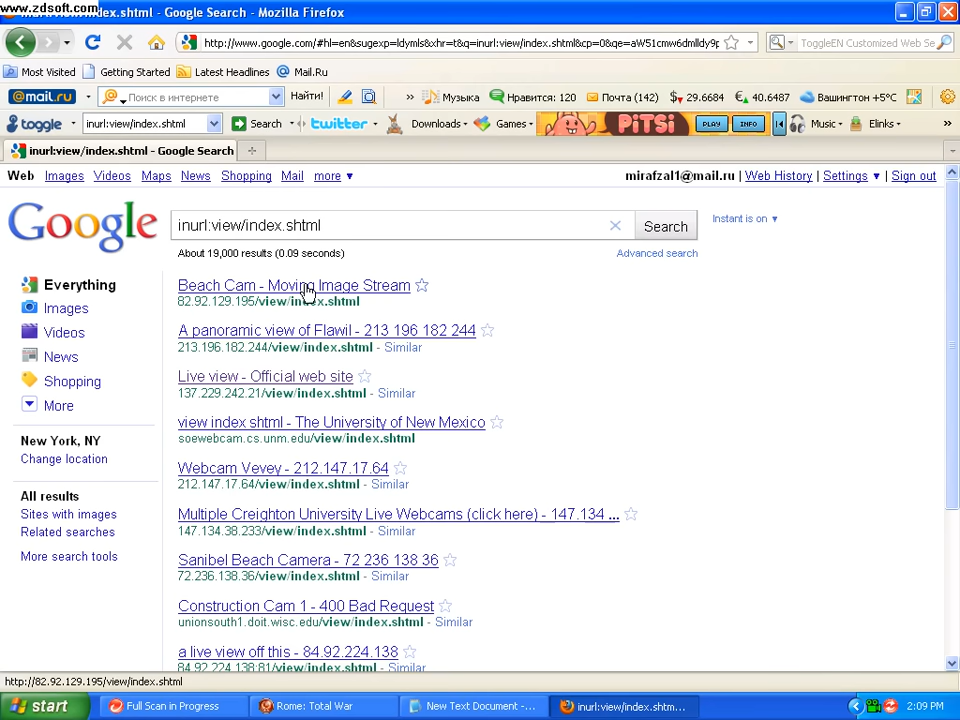 www.zdsoft.com
index.shtml - Google Search - Mozilla Firefox
http://www.google.com/#hl=en&sugexp=ldymls&xhr=t&q=inurl:view/index.shtml&cp=0&qe=aW51cmw6dmlldy9p
ToggleEN Customized Web Se
Most Visited Getting Started Latest Headlines Mail.Ru
@mail.ru Поиск в интернете Найти! » Музыка Нравится: 120 Почта (142) $ 29.6684 € 40.6487 Вашингтон +5°C
toggle inurl:view/index.shtml Search twitter Downloads Games PiTSi PLAY INFO Music Elinks »
inurl:view/index.shtml - Google Search
Web Images Videos Maps News Shopping Mail more ▼ mirafzal1@mail.ru | Web History | Settings ▼ | Sign out
Google inurl:view/index.shtml Search Instant is on ▼
About 19,000 results (0.09 seconds) Advanced search
Everything
Images
Videos
News
Shopping
More
New York, NY
Change location
All results
Sites with images
Related searches
More search tools
Beach Cam - Moving Image Stream
82.92.129.195/view/index.shtml
A panoramic view of Flawil - 213 196 182 244
213.196.182.244/view/index.shtml - Similar
Live view - Official web site
137.229.242.21/view/index.shtml - Similar
view index shtml - The University of New Mexico
soewebcam.cs.unm.edu/view/index.shtml
Webcam Vevey - 212.147.17.64
212.147.17.64/view/index.shtml - Similar
Multiple Creighton University Live Webcams (click here) - 147.134 ...
147.134.38.233/view/index.shtml - Similar
Sanibel Beach Camera - 72 236 138 36
72.236.138.36/view/index.shtml - Similar
Construction Cam 1 - 400 Bad Request
unionsouth1.doit.wisc.edu/view/index.shtml - Similar
a live view off this - 84.92.224.138
84.92.224.138:81/view/index.shtml - Similar
http://82.92.129.195/view/index.shtml
start Full Scan in Progress Rome: Total War New Text Document -... inurl:view/index.shtm... 2:09 PM